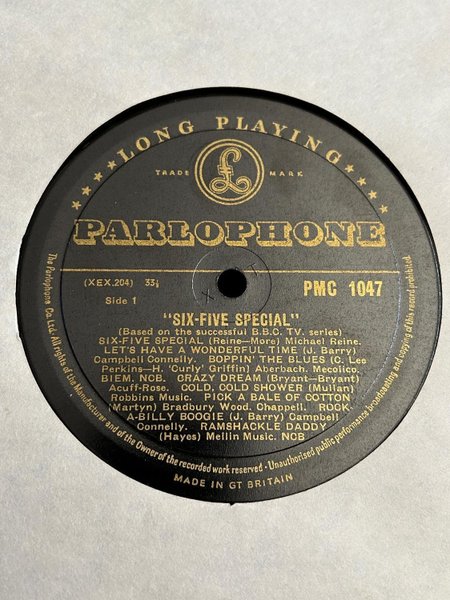 ★★★★★ LONG PLAYING ★★★★★
TRADE £ MARK
PARLOPHONE
(XEX.204) 33⅓
Side 1
PMC 1047
"SIX-FIVE SPECIAL"
(Based on the successful B.B.C. T.V. series)
SIX-FIVE SPECIAL (Reine—More) Michael Reine.
LET'S HAVE A WONDERFUL TIME (J. Barry)
Campbell Connelly. BOPPIN' THE BLUES (C. Lee
Perkins—H. 'Curly' Griffin) Aberbach. Mecolico.
BIEM, NCB. CRAZY DREAM (Bryant—Bryant)
Acuff-Rose. COLD, COLD SHOWER (Mullan)
Robbins Music. PICK A BALE OF COTTON
(Martyn) Bradbury Wood. Chappell. ROCK
A-BILLY BOOGIE (J. Barry) Campbell
Connelly. RAMSHACKLE DADDY
(Hayes) Mellin Music. NCB
The Parlophone Co. Ltd. All rights of the Manufacturer and of the Owner of the recorded work reserved · Unauthorised public performance broadcasting and copying of this record prohibited
MADE IN GT BRITAIN